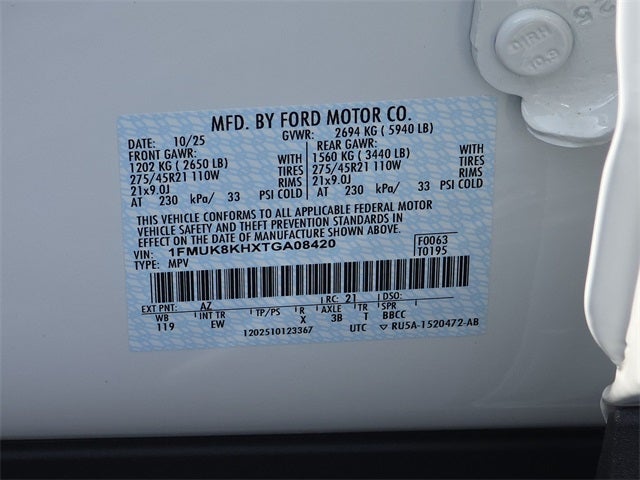 DIRH
10.9
MFD. BY FORD MOTOR CO.
DATE: 10/25 GVWR: 2694 KG ( 5940 LB)
FRONT GAWR: REAR GAWR:
1202 KG ( 2650 LB) WITH 1560 KG ( 3440 LB) WITH
275/45R21 110W TIRES 275/45R21 110W TIRES
21x9.0J RIMS 21x9.0J RIMS
AT 230 kPa/ 33 PSI COLD AT 230 kPa/ 33 PSI COLD
THIS VEHICLE CONFORMS TO ALL APPLICABLE FEDERAL MOTOR
VEHICLE SAFETY AND THEFT PREVENTION STANDARDS IN
EFFECT ON THE DATE OF MANUFACTURE SHOWN ABOVE.
VIN: 1FMUK8KHXTGA08420 F0063
TYPE: MPV T0195
EXT PNT: AZ RC: 21 DSO:
WB INT TR TP/PS R AXLE TR SPR
119 EW X 3B T BBCC
1202510123367 UTC ▽ RU5A-1520472-AB